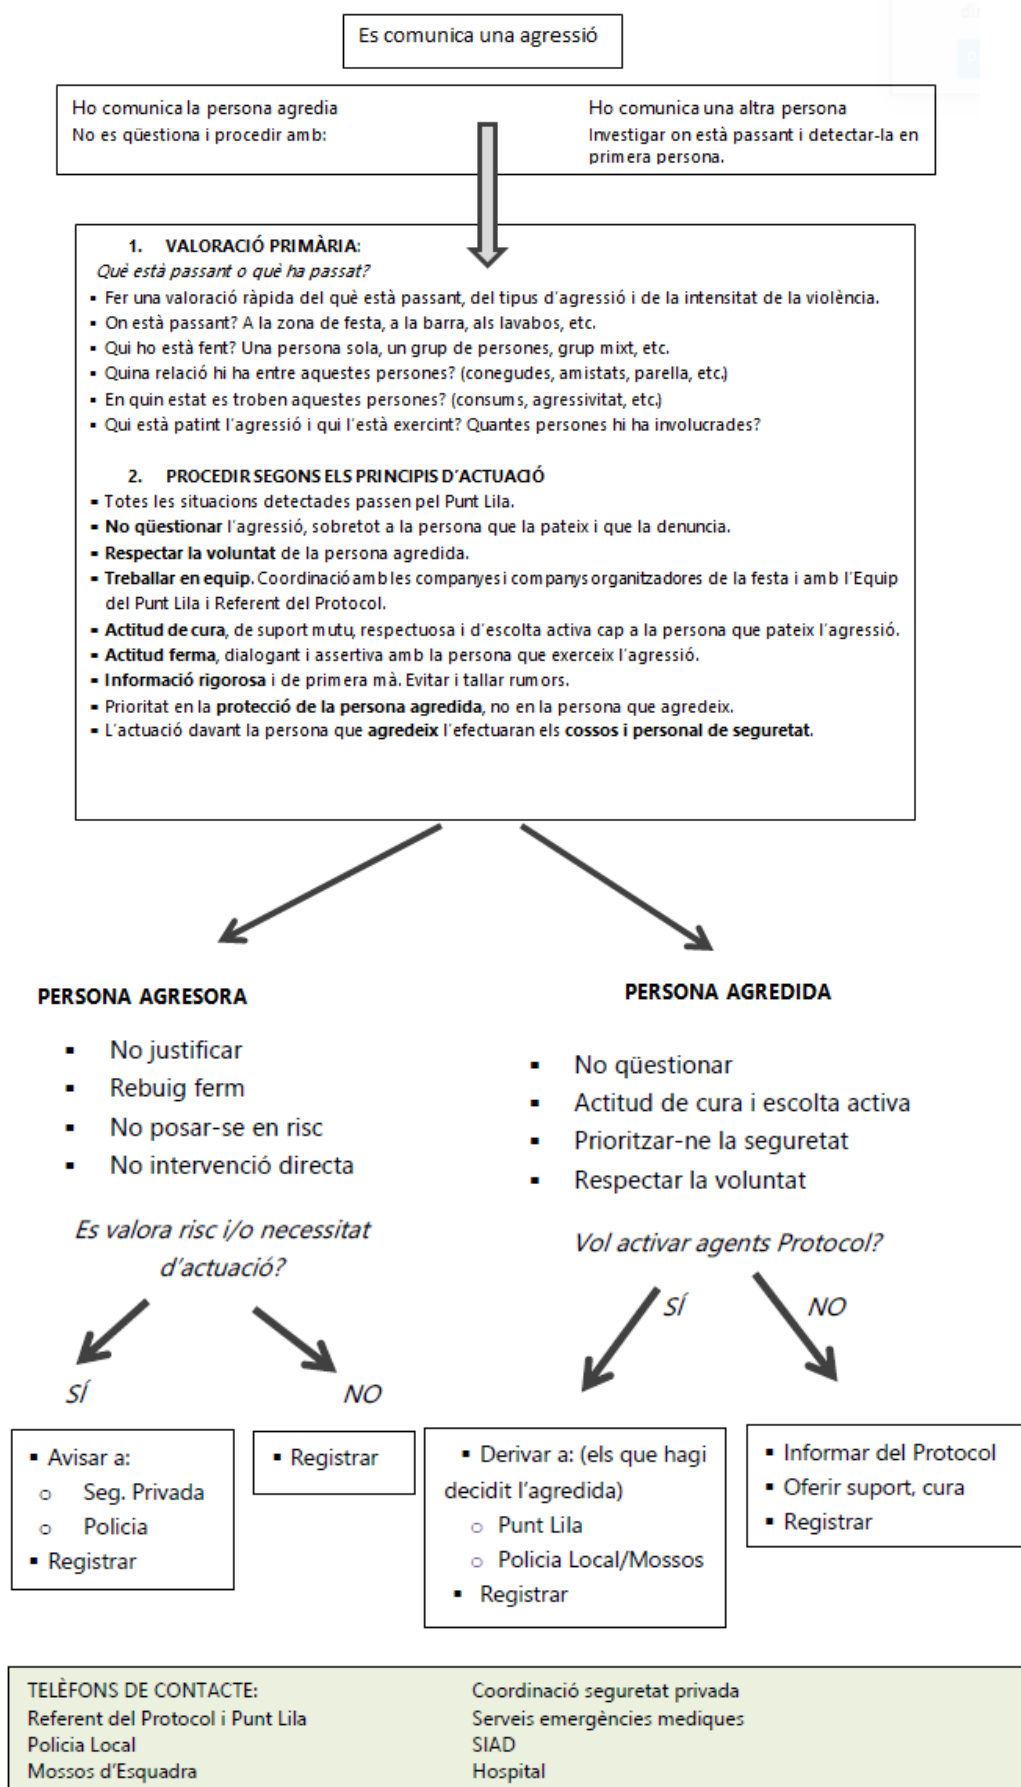 Es comunica una agressió
Ho comunica la persona agredia
No es qüestiona i procedir amb:
Ho comunica una altra persona
Investigar on està passant i detectar-la en
primera persona.
1. VALORACIÓ PRIMÀRIA:
Què està passant o què ha passat?
▪ Fer una valoració ràpida del què està passant, del tipus d'agressió i de la intensitat de la violència.
▪ On està passant? A la zona de festa, a la barra, als lavabos, etc.
▪ Qui ho està fent? Una persona sola, un grup de persones, grup mixt, etc.
▪ Quina relació hi ha entre aquestes persones? (conegudes, amistats, parella, etc.)
▪ En quin estat es troben aquestes persones? (consums, agressivitat, etc.)
▪ Qui està patint l'agressió i qui l'està exercint? Quantes persones hi ha involucrades?
2. PROCEDIR SEGONS ELS PRINCIPIS D'ACTUACIÓ
▪ Totes les situacions detectades passen pel Punt Lila.
▪ No qüestionar l'agressió, sobretot a la persona que la pateix i que la denuncia.
▪ Respectar la voluntat de la persona agredida.
▪ Treballar en equip. Coordinació amb les companyes i companys organitzadores de la festa i amb l'Equip
del Punt Lila i Referent del Protocol.
▪ Actitud de cura, de suport mutu, respectuosa i d'escolta activa cap a la persona que pateix l'agressió.
▪ Actitud ferma, dialogant i assertiva amb la persona que exerceix l'agressió.
▪ Informació rigorosa i de primera mà. Evitar i tallar rumors.
▪ Prioritat en la protecció de la persona agredida, no en la persona que agredeix.
▪ L'actuació davant la persona que agredeix l'efectuaran els cossos i personal de seguretat.
PERSONA AGRESORA
▪ No justificar
▪ Rebuig ferm
▪ No posar-se en risc
▪ No intervenció directa
Es valora risc i/o necessitat
d'actuació?
SÍ
NO
▪ Avisar a:
o Seg. Privada
o Policia
▪ Registrar
▪ Registrar
PERSONA AGREDIDA
▪ No qüestionar
▪ Actitud de cura i escolta activa
▪ Prioritzar-ne la seguretat
▪ Respectar la voluntat
Vol activar agents Protocol?
SÍ
NO
▪ Derivar a: (els que hagi
decidit l'agredida)
o Punt Lila
o Policia Local/Mossos
▪ Registrar
▪ Informar del Protocol
▪ Oferir suport, cura
▪ Registrar
TELÈFONS DE CONTACTE:
Referent del Protocol i Punt Lila
Policia Local
Mossos d'Esquadra
Coordinació seguretat privada
Serveis emergències mediques
SIAD
Hospital